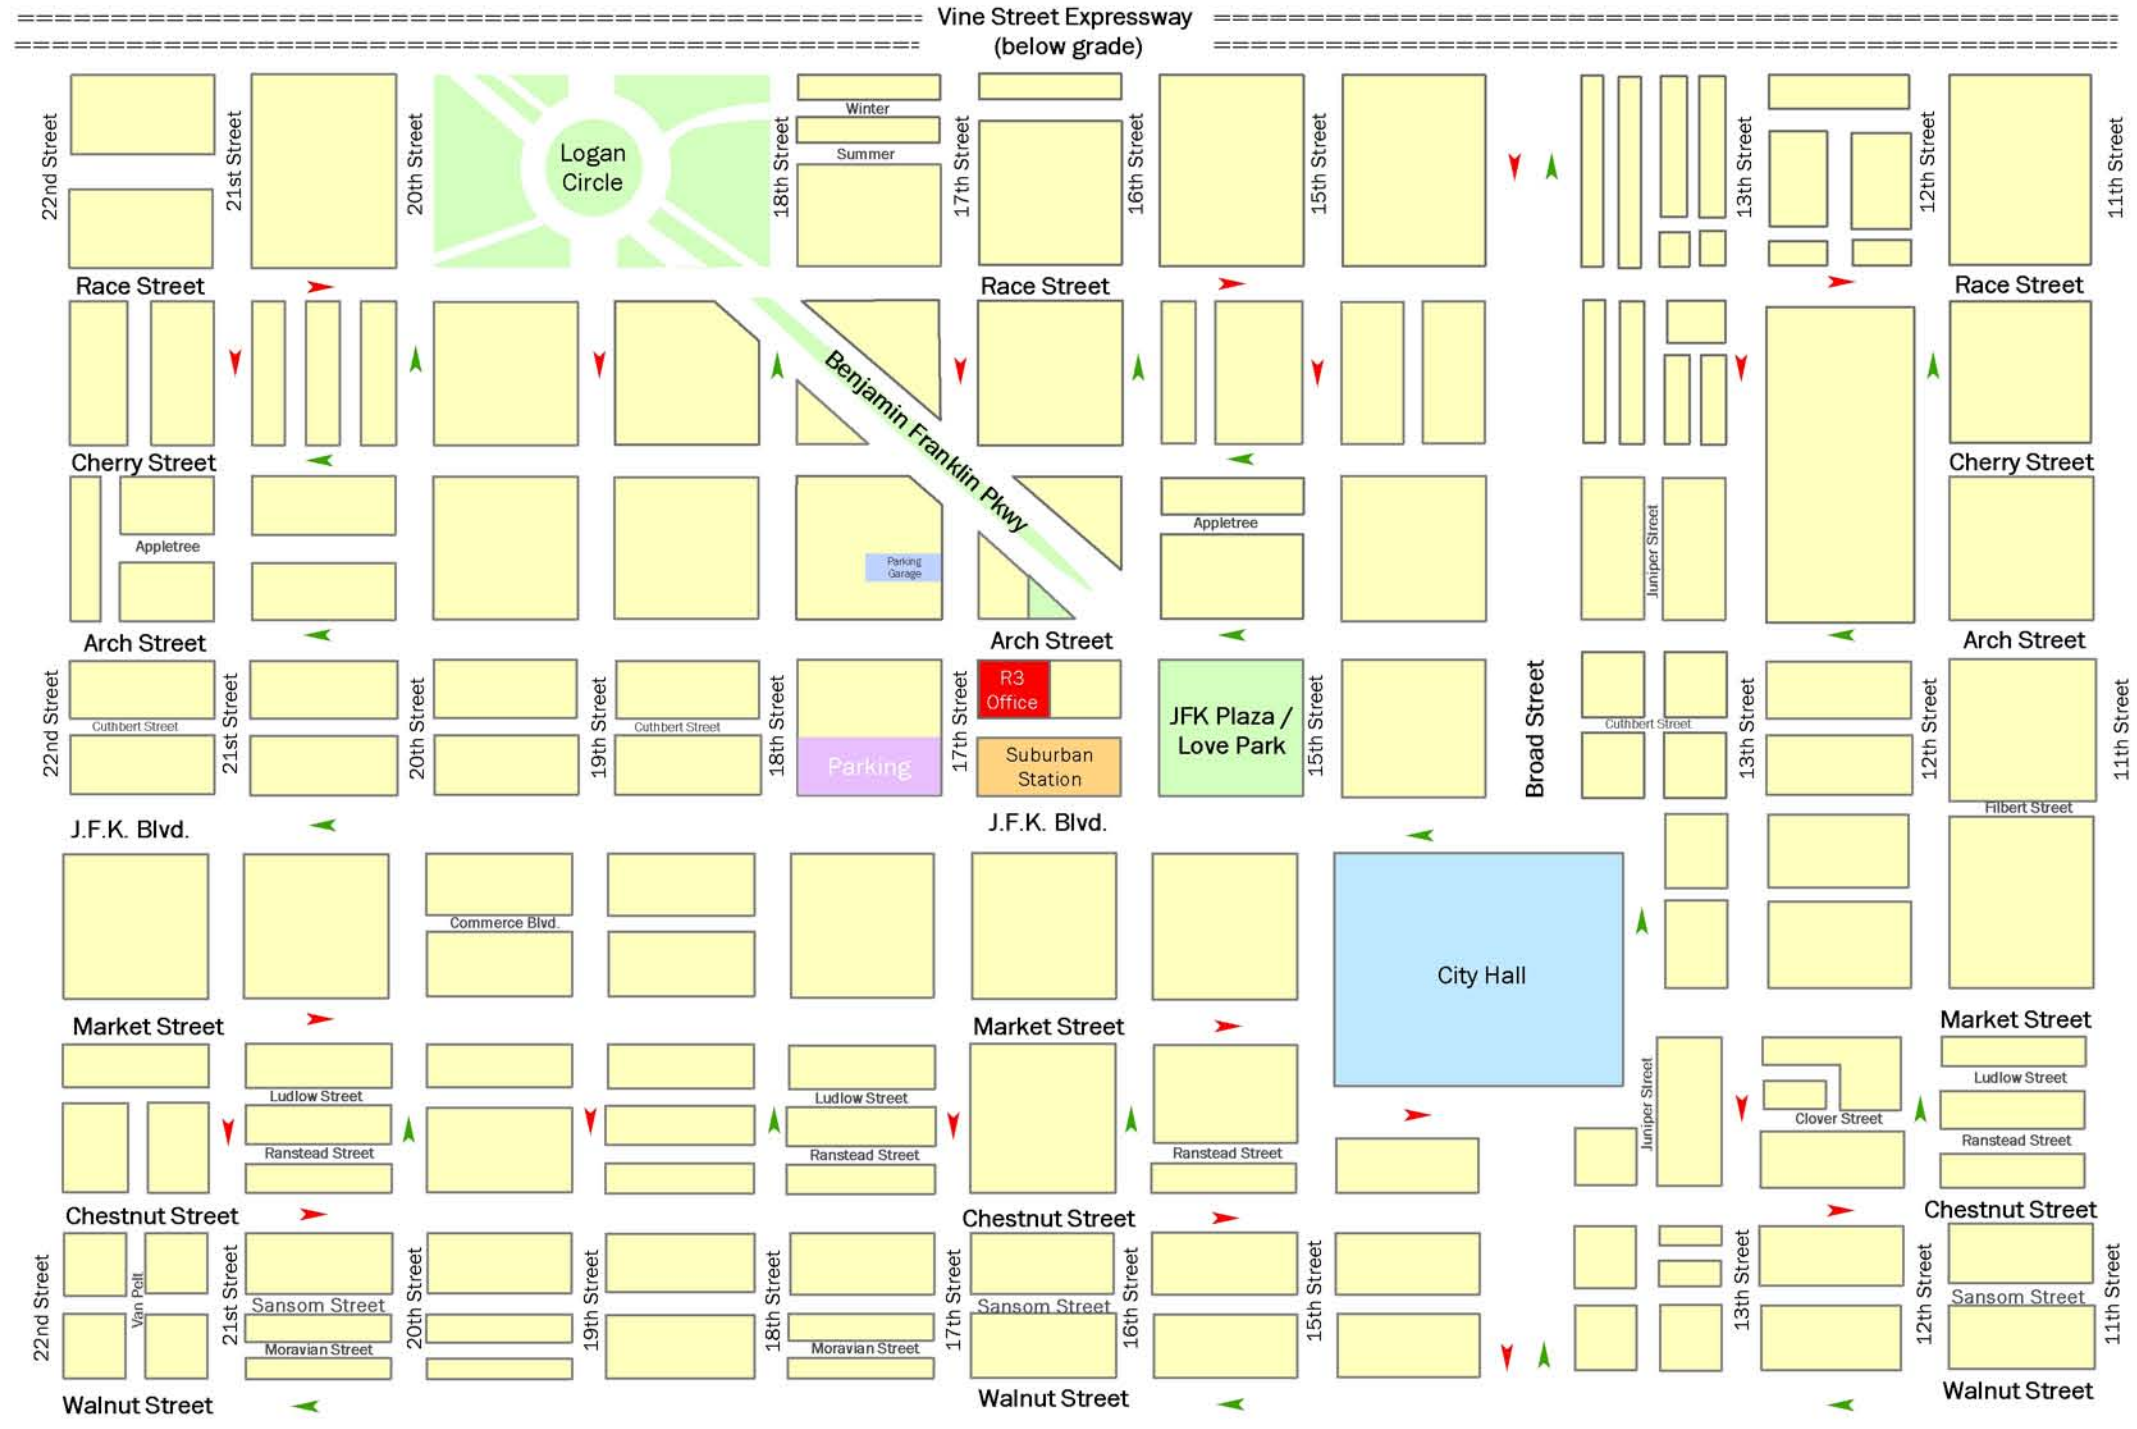 Vine Street Expressway
(below grade)
22nd Street
21st Street
20th Street
Logan
Circle
18th Street
Winter
Summer
17th Street
16th Street
15th Street
13th Street
12th Street
11th Street
Race Street
Race Street
Race Street
Benjamin Franklin Pkwy
Cherry Street
Cherry Street
Appletree
Appletree
Parking
Garage
Juniper Street
Arch Street
Arch Street
Arch Street
22nd Street
21st Street
20th Street
19th Street
18th Street
17th Street
R3
Office
JFK Plaza /
Love Park
15th Street
Broad Street
13th Street
12th Street
11th Street
Cuthbert Street
Cuthbert Street
Cuthbert Street
Parking
Suburban
Station
Filbert Street
J.F.K. Blvd.
J.F.K. Blvd.
Commerce Blvd.
City Hall
Market Street
Market Street
Market Street
Ludlow Street
Ludlow Street
Ludlow Street
Juniper Street
Clover Street
Ranstead Street
Ranstead Street
Ranstead Street
Ranstead Street
Chestnut Street
Chestnut Street
Chestnut Street
22nd Street
Van Pelt
21st Street
20th Street
19th Street
18th Street
17th Street
16th Street
15th Street
13th Street
12th Street
11th Street
Sansom Street
Sansom Street
Sansom Street
Moravian Street
Moravian Street
Walnut Street
Walnut Street
Walnut Street